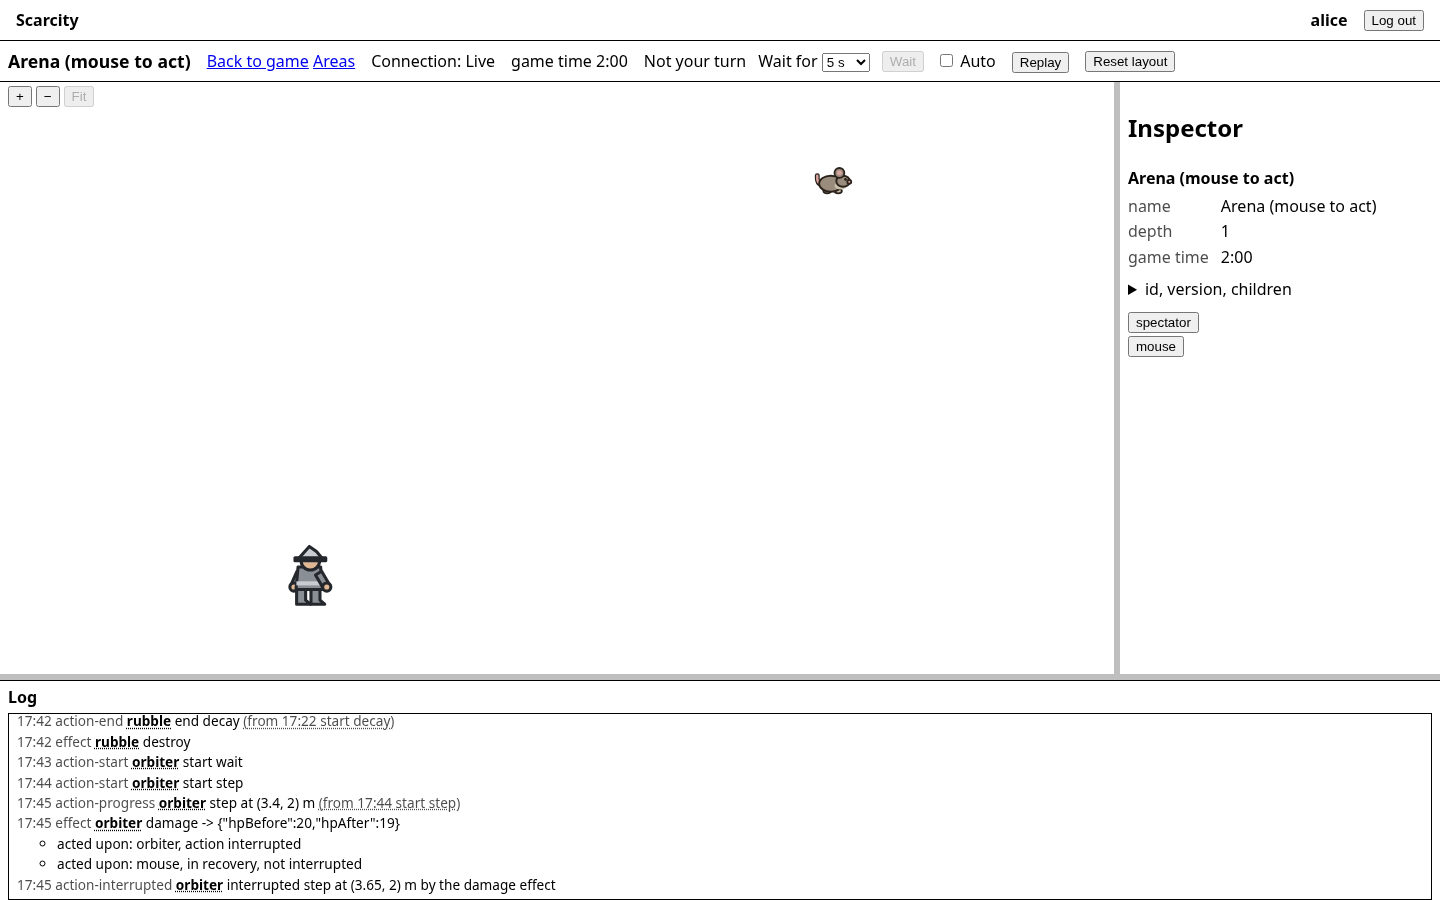 Scarcity
alice Log out
Arena (mouse to act) Back to game Areas Connection: Live game time 2:00 Not your turn Wait for 5 s Wait Auto Replay Reset layout
+ − Fit
Inspector
Arena (mouse to act)
name Arena (mouse to act)
depth 1
game time 2:00
id, version, children
spectator
mouse
Log
17:42 action-end rubble end decay (from 17:22 start decay)
17:42 effect rubble destroy
17:43 action-start orbiter start wait
17:44 action-start orbiter start step
17:45 action-progress orbiter step at (3.4, 2) m (from 17:44 start step)
17:45 effect orbiter damage -> {"hpBefore":20,"hpAfter":19}
acted upon: orbiter, action interrupted
acted upon: mouse, in recovery, not interrupted
17:45 action-interrupted orbiter interrupted step at (3.65, 2) m by the damage effect